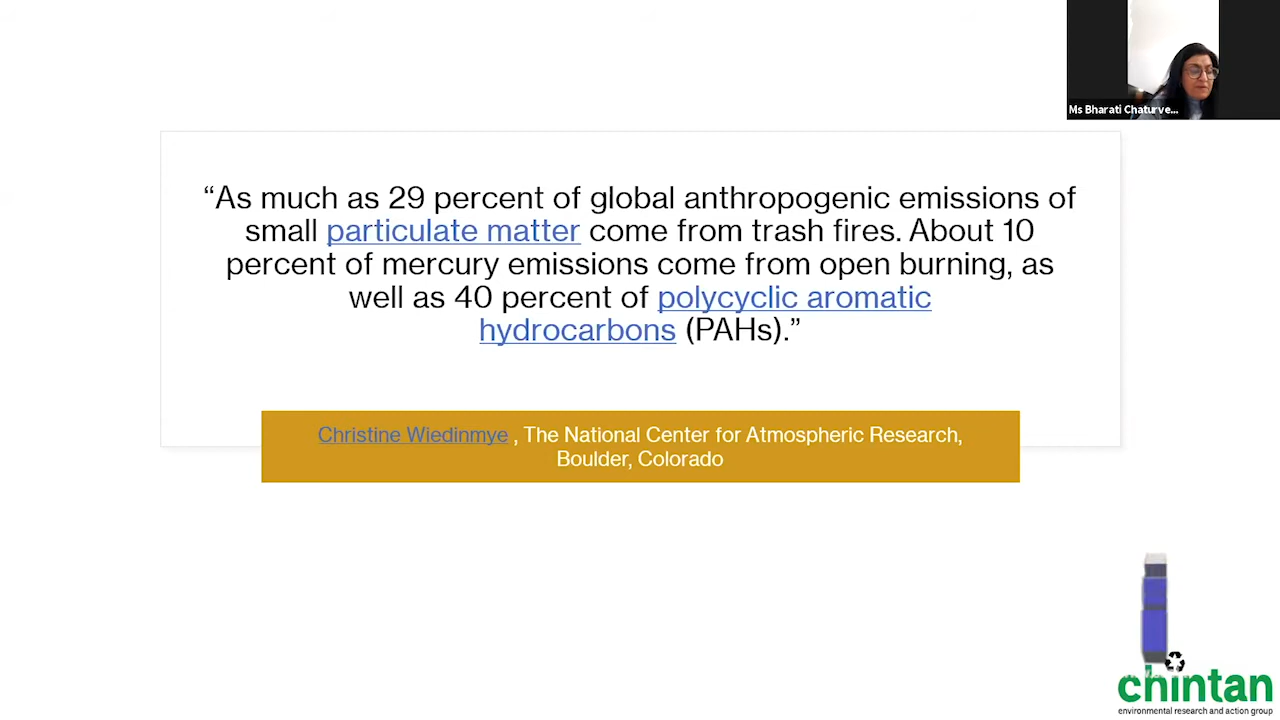 Ms Bharati Chaturve...
“As much as 29 percent of global anthropogenic emissions of
small particulate matter come from trash fires. About 10
percent of mercury emissions come from open burning, as
well as 40 percent of polycyclic aromatic
hydrocarbons (PAHs).”
Christine Wiedinmye , The National Center for Atmospheric Research,
Boulder, Colorado
chintan
environmental research and action group